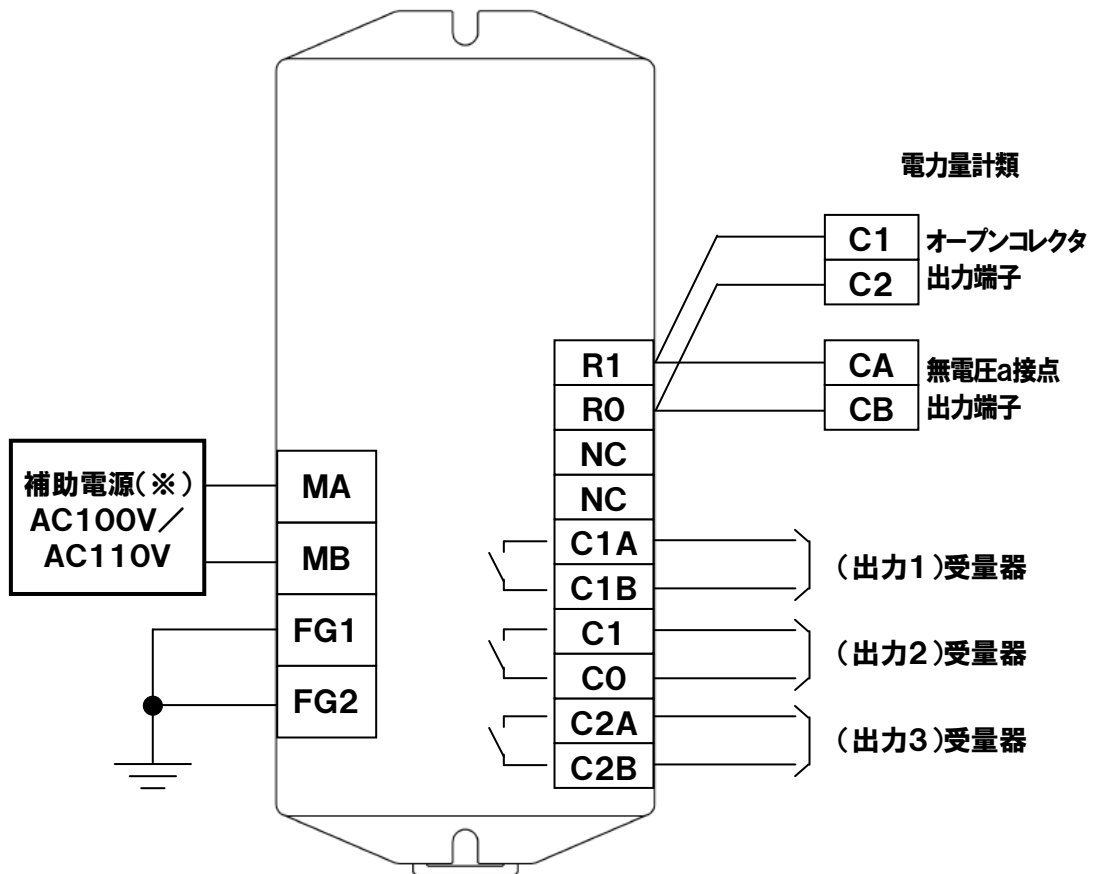 電力量計類
C1
オープンコレクタ
C2
出力端子
R1
CA
無電圧a接点
R0
CB
出力端子
NC
NC
補助電源(※)
AC100V／
AC110V
MA
MB
FG1
FG2
C1A
C1B
(出力1)受量器
C1
C0
(出力2)受量器
C2A
C2B
(出力3)受量器